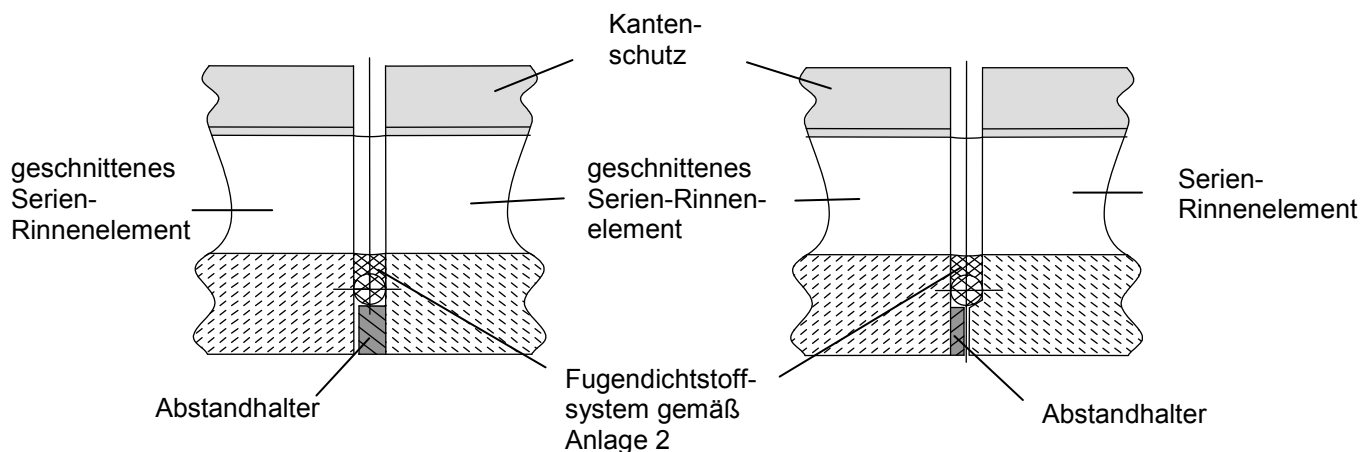 Kanten-
schutz
geschnittenes
Serien-
Rinnenelement
geschnittenes
Serien-Rinnen-
element
Serien-
Rinnenelement
Abstandhalter
Fugendichtstoff-
system gemäß
Anlage 2
Abstandhalter